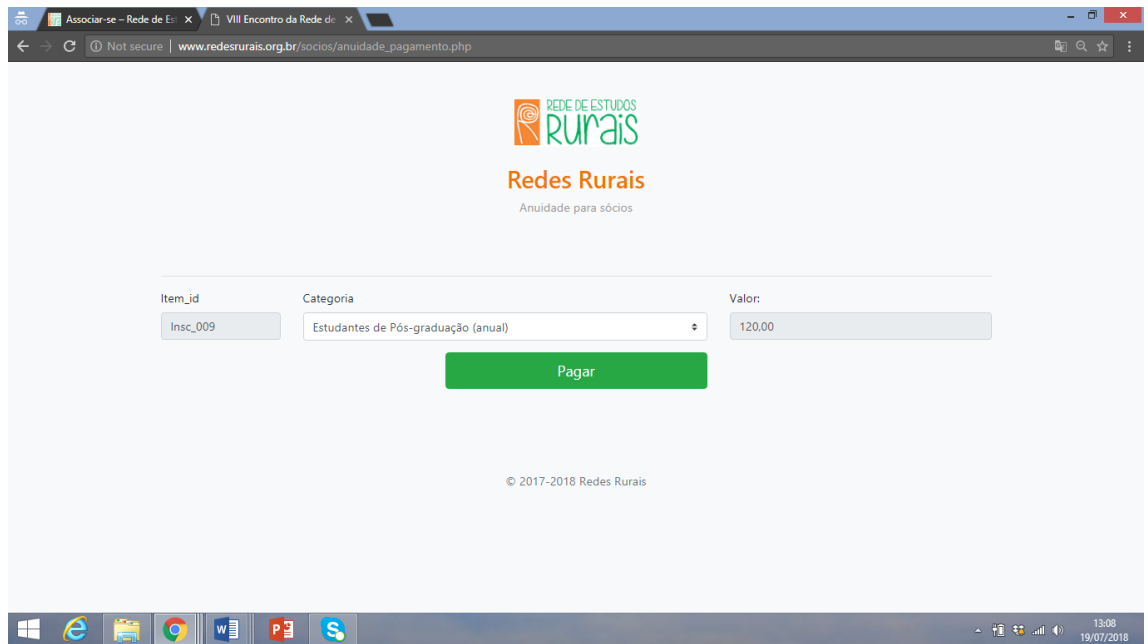 Associar-se – Rede de Es
VIII Encontro da Rede de
Not secure | www.redesrurais.org.br/socios/anuidade_pagamento.php
REDE DE ESTUDOS
Rurais
Redes Rurais
Anuidade para sócios
Item_id
Categoria
Valor:
Insc_009
Estudantes de Pós-graduação (anual)
120,00
Pagar
© 2017-2018 Redes Rurais
13:08
19/07/2018